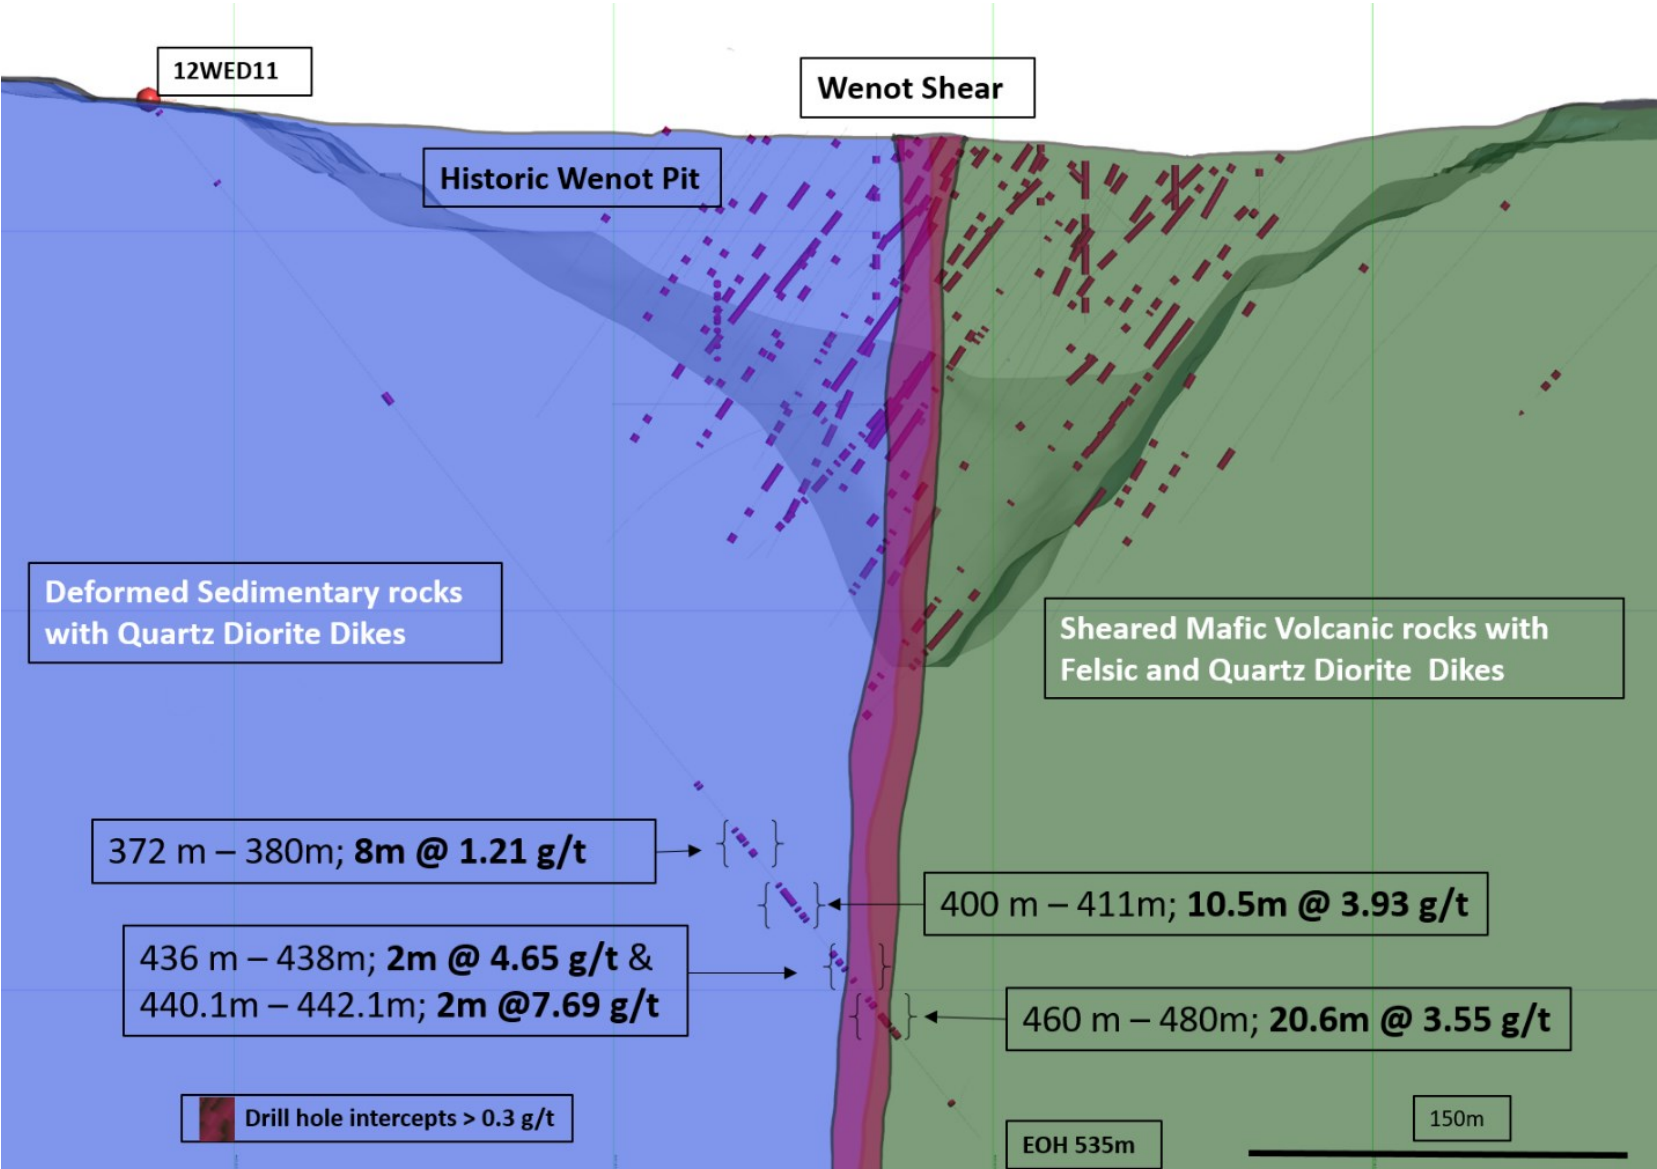 12WED11
Wenot Shear
Historic Wenot Pit
Deformed Sedimentary rocks
with Quartz Diorite Dikes
Sheared Mafic Volcanic rocks with
Felsic and Quartz Diorite  Dikes
372 m – 380m; 8m @ 1.21 g/t
400 m – 411m; 10.5m @ 3.93 g/t
436 m – 438m; 2m @ 4.65 g/t &
440.1m – 442.1m; 2m @7.69 g/t
460 m – 480m; 20.6m @ 3.55 g/t
Drill hole intercepts > 0.3 g/t
EOH 535m
150m